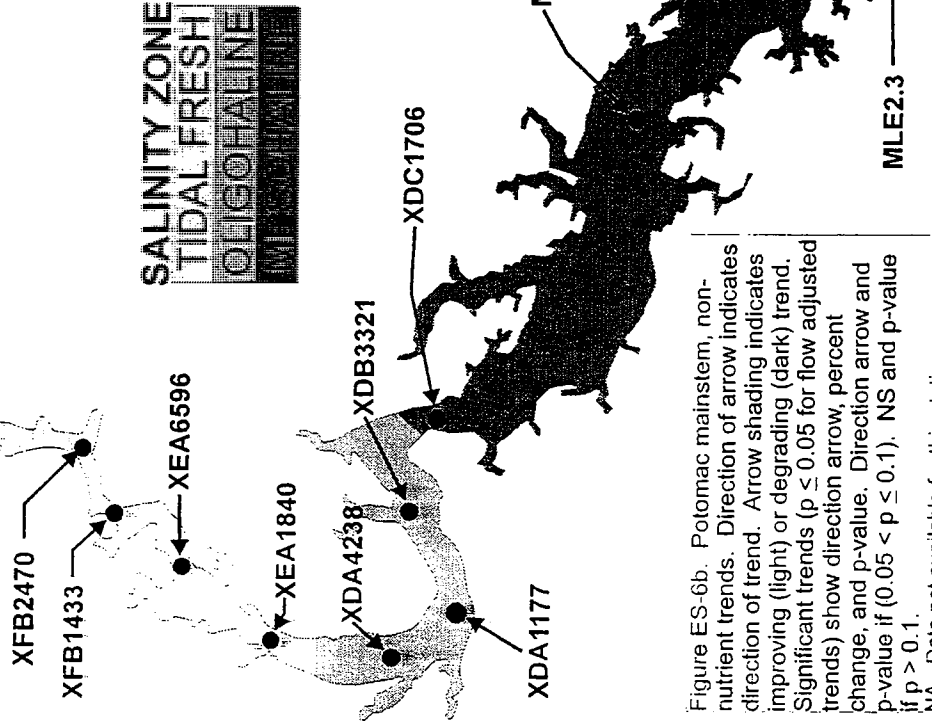 SALINITY ZONE
TIDAL FRESH
OLIGOHALINE
MESOHALINE
XFB2470
XFB1433
XEA6596
XEA1840
XDA4238
XDB3321
XDC1706
XDA1177
MLE2.3
Figure ES-6b. Potomac mainstem, non-
nutrient trends. Direction of arrow indicates
direction of trend. Arrow shading indicates
improving (light) or degrading (dark) trend.
Significant trends (p ≤ 0.05 for flow adjusted
trends) show direction arrow, percent
change, and p-value. Direction arrow and
p-value if (0.05 < p ≤ 0.1). NS and p-value
if p > 0.1.